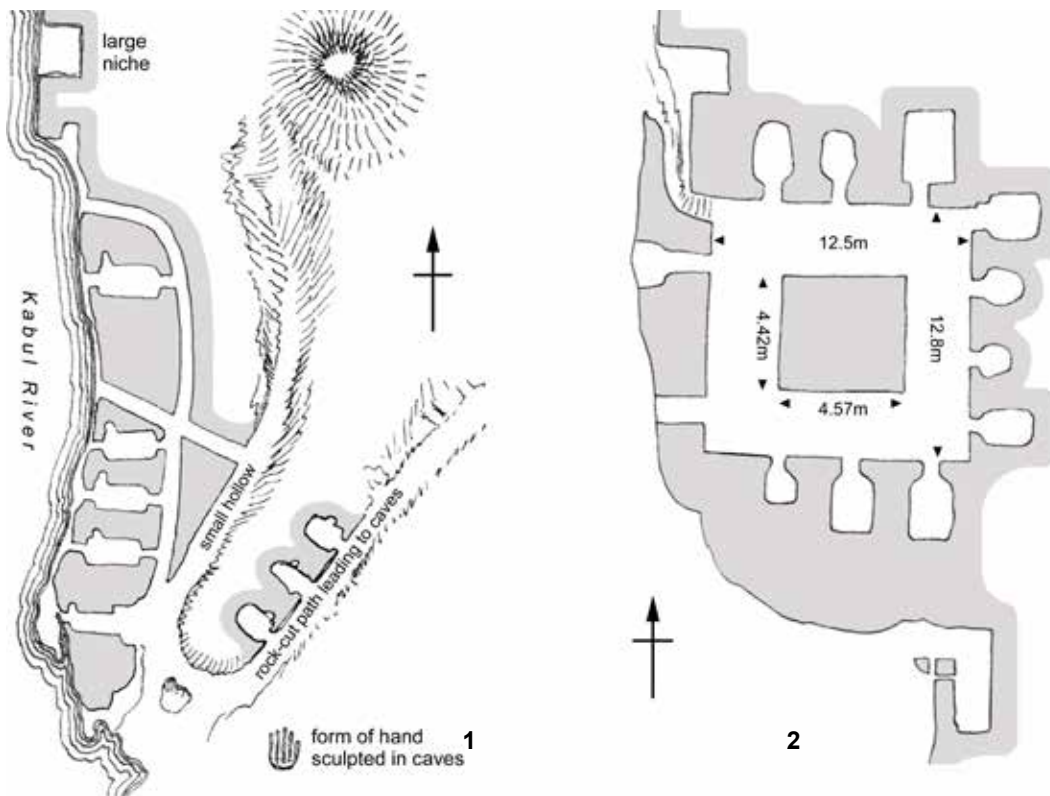 large
niche
Kabul River
small hollow
rock-cut path leading to caves
form of hand
sculpted in caves
1
12.5m
4.42m
12.8m
4.57m
2